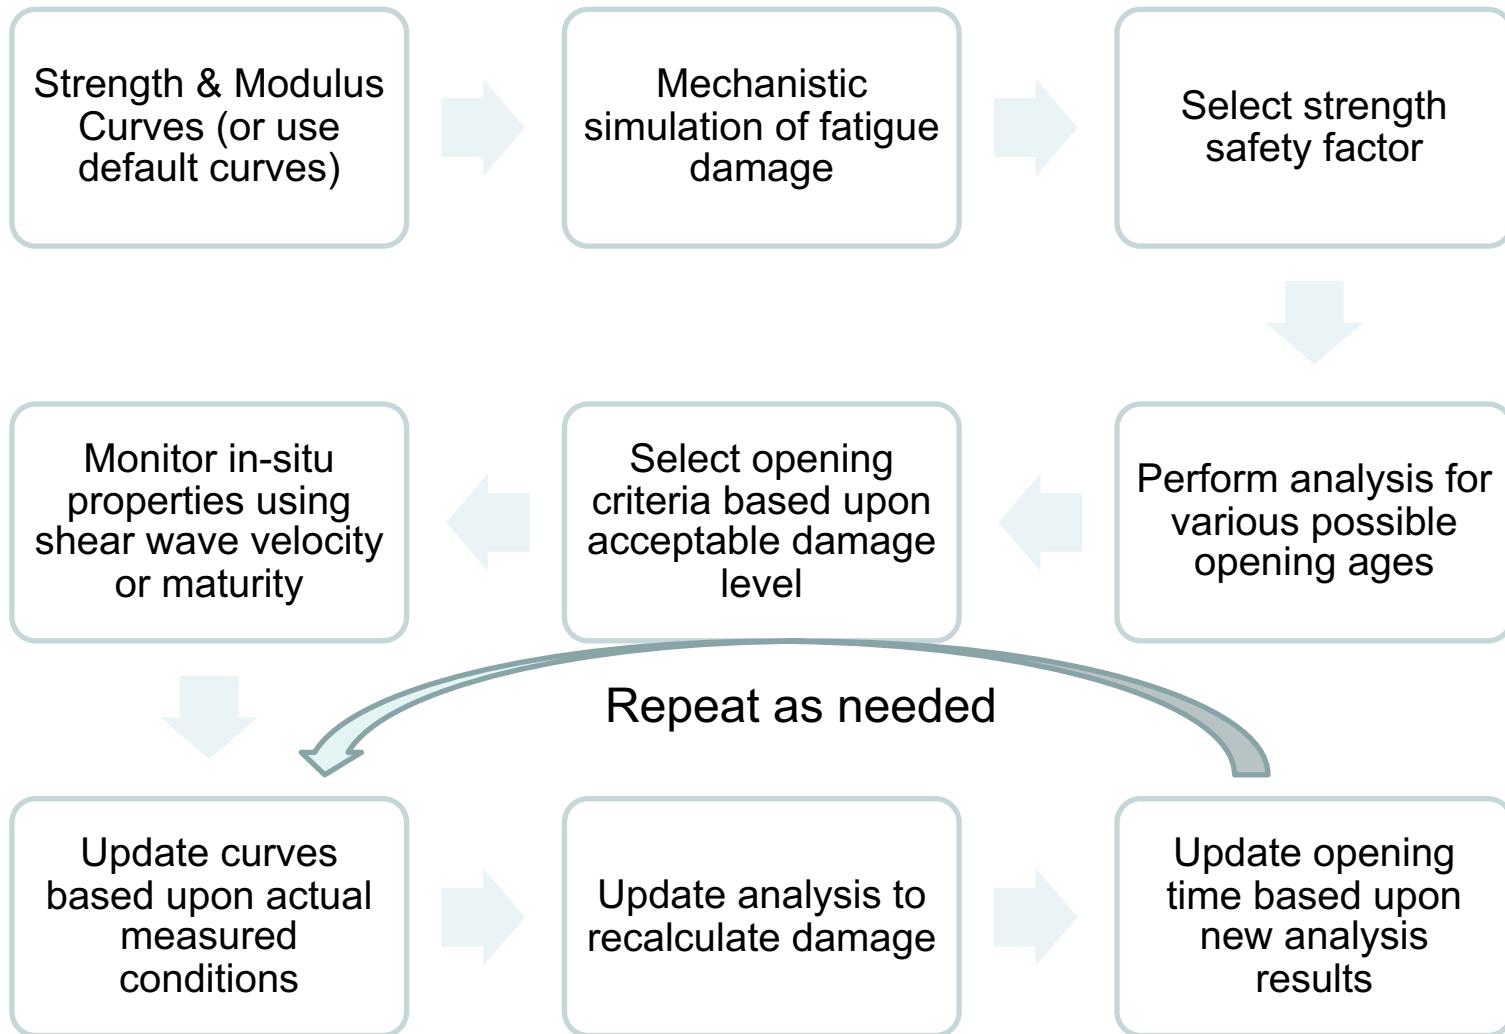 Strength & Modulus
Curves (or use
default curves)
Mechanistic
simulation of fatigue
damage
Select strength
safety factor
Monitor in-situ
properties using
shear wave velocity
or maturity
Select opening
criteria based upon
acceptable damage
level
Perform analysis for
various possible
opening ages
Repeat as needed
Update curves
based upon actual
measured
conditions
Update analysis to
recalculate damage
Update opening
time based upon
new analysis
results